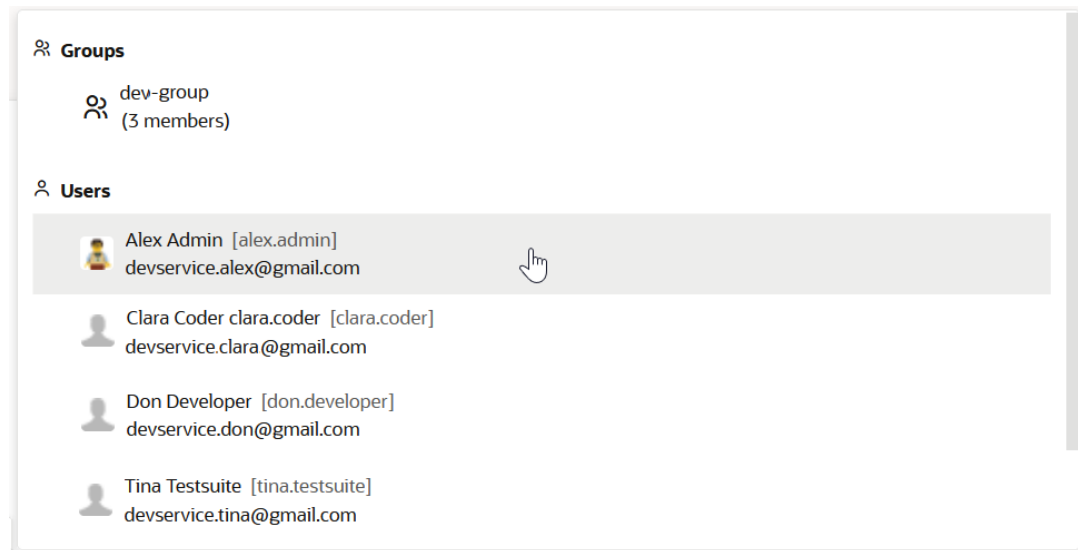 Groups
dev-group
(3 members)
Users
Alex Admin [alex.admin]
devservice.alex@gmail.com
Clara Coder clara.coder [clara.coder]
devservice.clara@gmail.com
Don Developer [don.developer]
devservice.don@gmail.com
Tina Testsuite [tina.testsuite]
devservice.tina@gmail.com